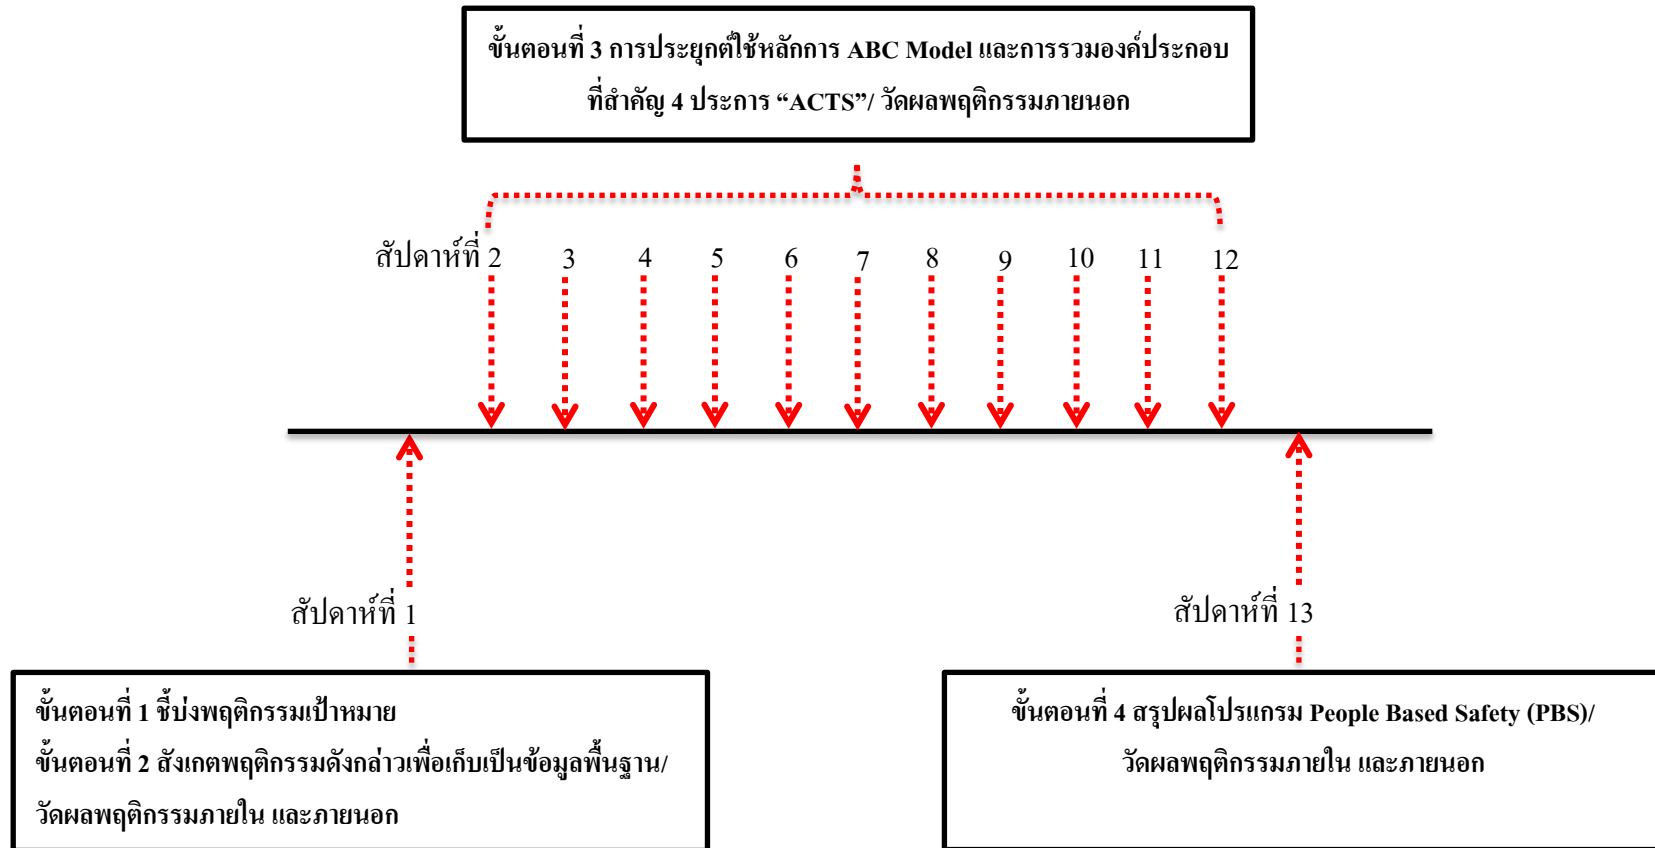 ขั้นตอนที่ 3 การประยุกต์ใช้หลักการ ABC Model และการรวมองค์ประกอบ
ที่สำคัญ 4 ประการ “ACTS”/ วัดผลพฤติกรรมภายนอก
สัปดาห์ที่ 2 3 4 5 6 7 8 9 10 11 12
สัปดาห์ที่ 1
สัปดาห์ที่ 13
ขั้นตอนที่ 1 ชี้บ่งพฤติกรรมเป้าหมาย
ขั้นตอนที่ 2 สังเกตพฤติกรรมดังกล่าวเพื่อเก็บเป็นข้อมูลพื้นฐาน/
วัดผลพฤติกรรมภายใน และภายนอก
ขั้นตอนที่ 4 สรุปผลโปรแกรม People Based Safety (PBS)/
วัดผลพฤติกรรมภายใน และภายนอก